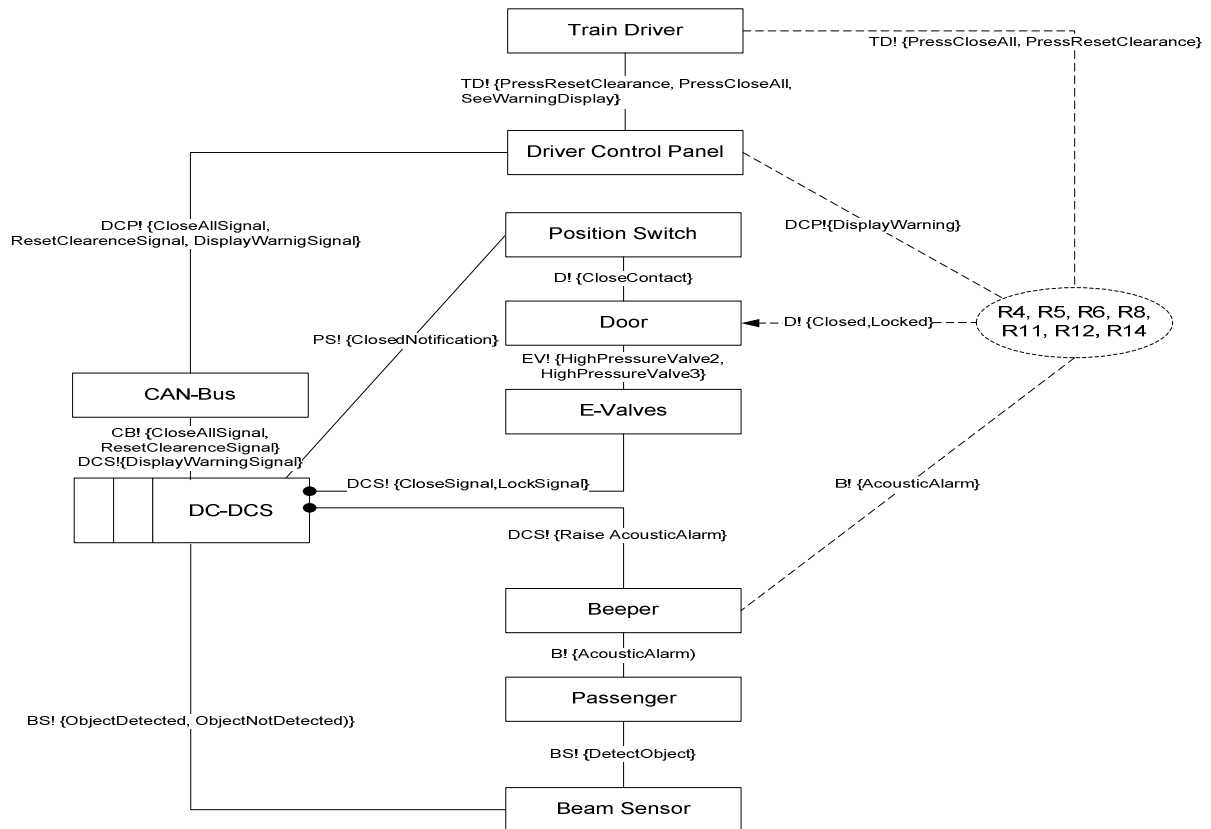 Train Driver
TD! {PressCloseAll, PressResetClearance}
TD! {PressResetClearance, PressCloseAll,
SeeWarningDisplay}
Driver Control Panel
DCP! {CloseAllSignal,
ResetClearenceSignal, DisplayWarnigSignal}
DCP!{DisplayWarning}
Position Switch
D! {CloseContact}
R4, R5, R6, R8,
R11, R12, R14
Door
D! {Closed,Locked}
PS! {ClosedNotification}
EV! {HighPressureValve2,
HighPressureValve3}
CAN-Bus
E-Valves
CB! {CloseAllSignal,
ResetClearenceSignal}
DCS!{DisplayWarningSignal}
DCS! {CloseSignal,LockSignal}
B! {AcousticAlarm}
DC-DCS
DCS! {Raise AcousticAlarm}
Beeper
B! {AcousticAlarm)
Passenger
BS! {ObjectDetected, ObjectNotDetected)}
BS! {DetectObject}
Beam Sensor